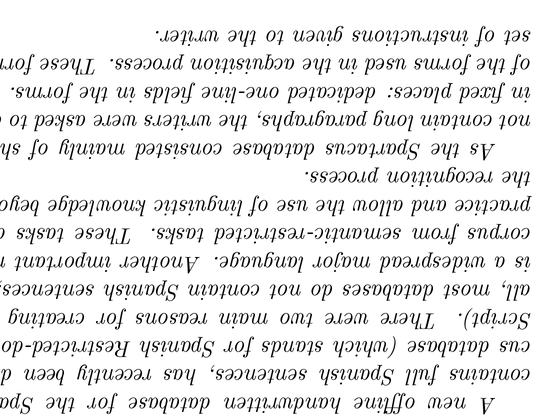 A new offline handwritten database for the Spa
contains full Spanish sentences, has recently been d
cus database (which stands for Spanish Restricted-do
Script). There were two main reasons for creating
all, most databases do not contain Spanish sentences,
is a widespread major language. Another important r
corpus from semantic-restricted tasks. These tasks a
practice and allow the use of linguistic knowledge beyo
the recognition process.
As the Spartacus database consisted mainly of sh
not contain long paragraphs, the writers were asked to c
in fixed places: dedicated one-line fields in the forms.
of the forms used in the acquisition process. These form
set of instructions given to the writer.